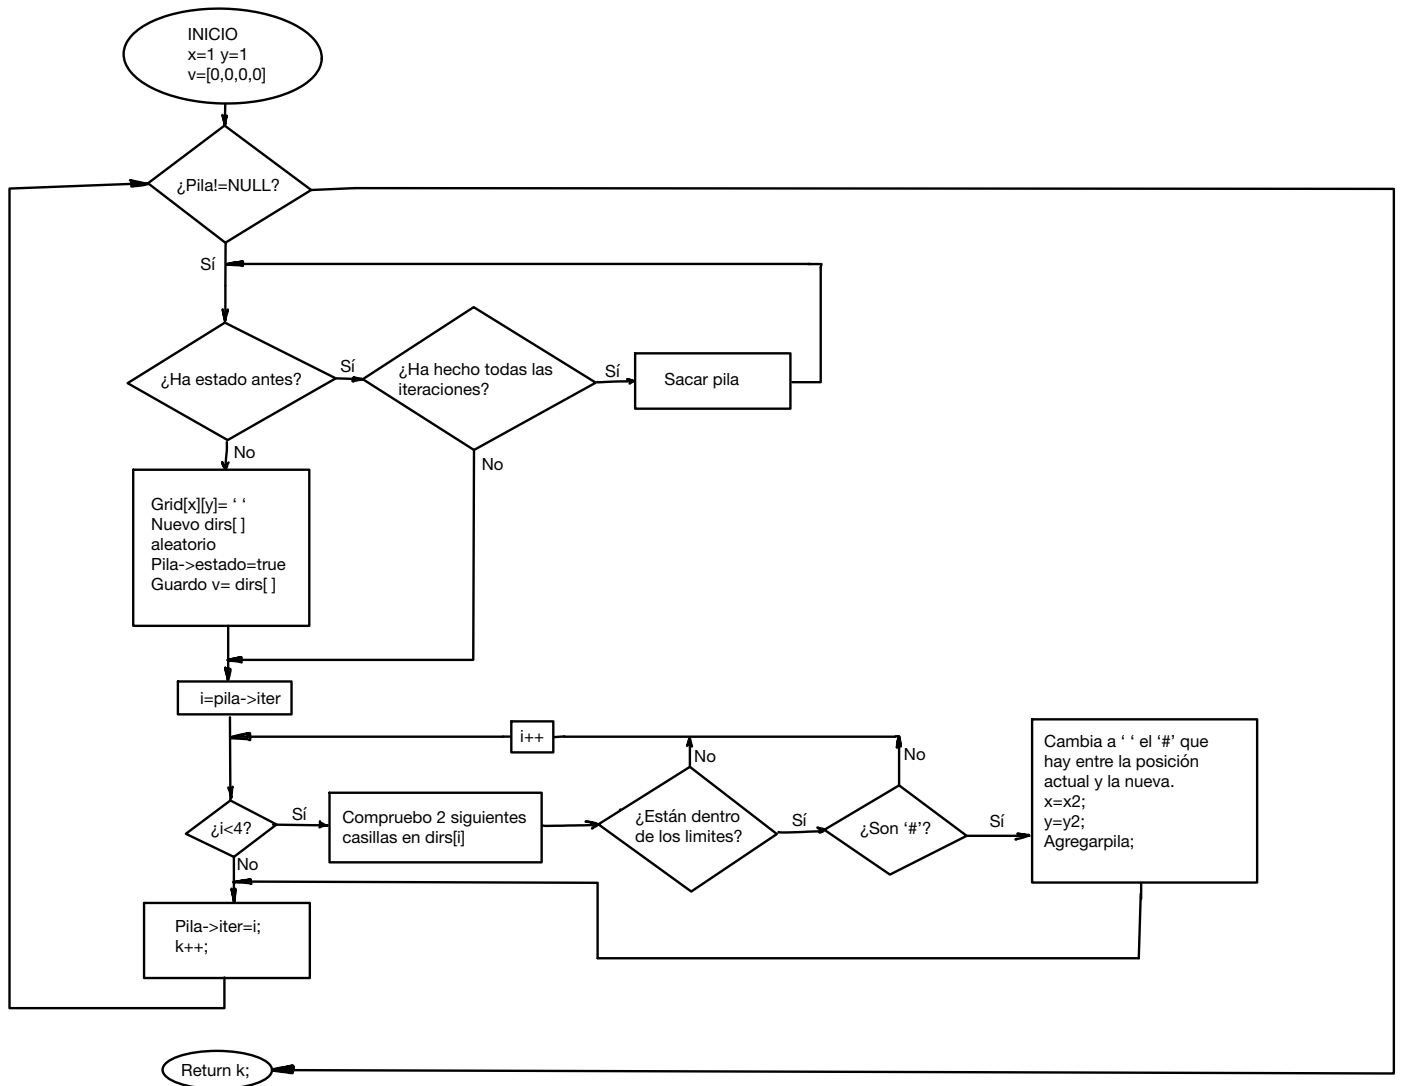 INICIO
x=1 y=1
v=[0,0,0,0]
¿Pila!=NULL?
Sí
¿Ha estado antes?
Sí
¿Ha hecho todas las
iteraciones?
Sí
Sacar pila
No
No
Grid[x][y]= ‘ ‘
Nuevo dirs[ ]
aleatorio
Pila->estado=true
Guardo v= dirs[ ]
i=pila->iter
i++
No
No
Cambia a ‘ ‘ el ‘#’ que
hay entre la posición
actual y la nueva.
x=x2;
y=y2;
Agregarpila;
¿i<4?
Sí
Compruebo 2 siguientes
casillas en dirs[i]
¿Están dentro
de los limites?
Sí
¿Son ‘#’?
Sí
No
Pila->iter=i;
k++;
Return k;